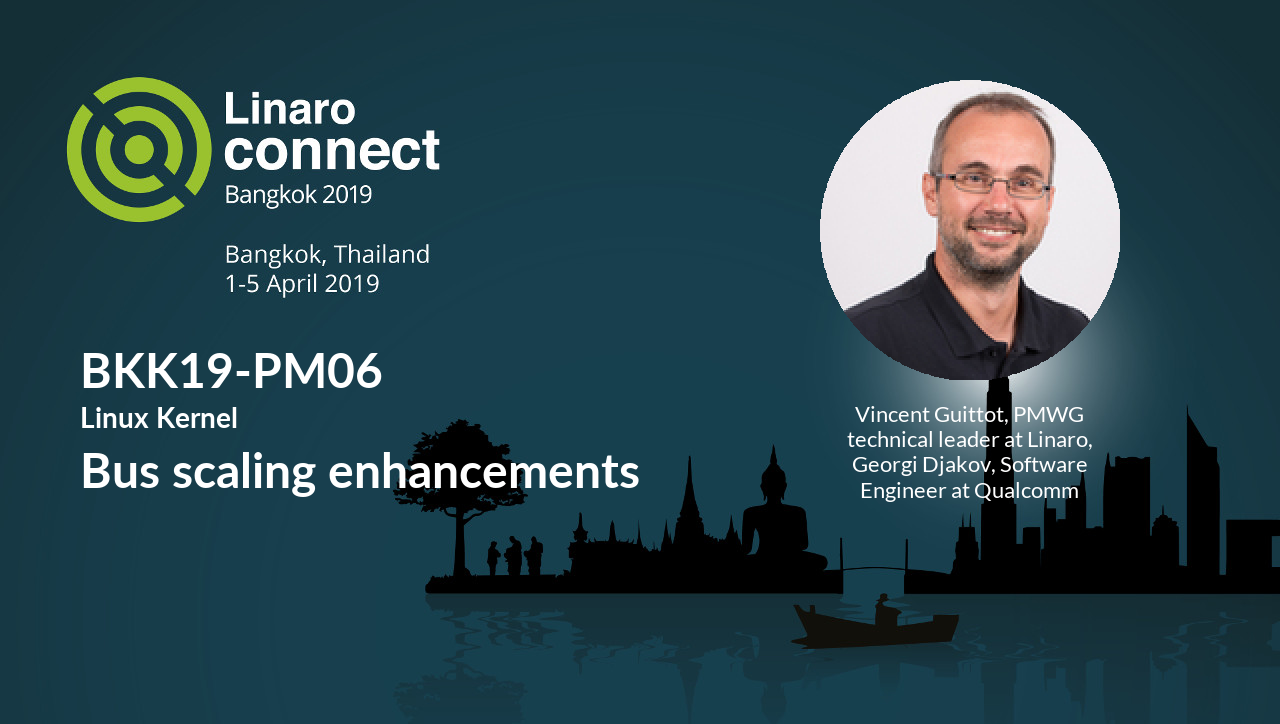 Linaro
connect
Bangkok 2019
Bangkok, Thailand
1-5 April 2019
BKK19-PM06
Linux Kernel
Bus scaling enhancements
Vincent Guittot, PMWG
technical leader at Linaro,
Georgi Djakov, Software
Engineer at Qualcomm